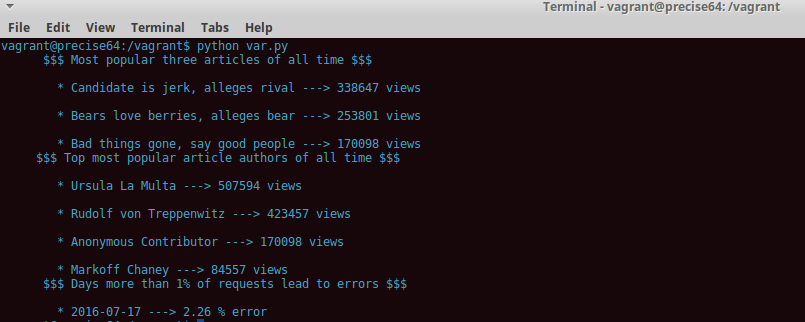 Terminal - vagrant@precise64: /vagrant
File Edit View Terminal Tabs Help
vagrant@precise64:/vagrant$ python var.py
$$$ Most popular three articles of all time $$$
* Candidate is jerk, alleges rival ---> 338647 views
* Bears love berries, alleges bear ---> 253801 views
* Bad things gone, say good people ---> 170098 views
$$$ Top most popular article authors of all time $$$
* Ursula La Multa ---> 507594 views
* Rudolf von Treppenwitz ---> 423457 views
* Anonymous Contributor ---> 170098 views
* Markoff Chaney ---> 84557 views
$$$ Days more than 1% of requests lead to errors $$$
* 2016-07-17 ---> 2.26 % error